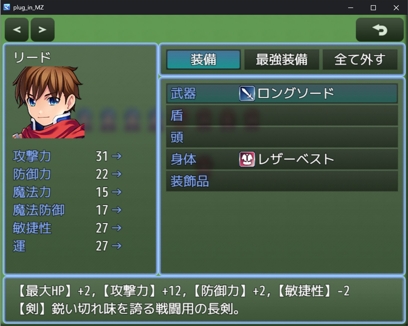 plug_in_MZ
< >
リード
装備 最強装備 全て外す
武器 ロングソード
盾
頭
身体 レザーベスト
装飾品
攻撃力 31 →
防御力 22 →
魔法力 15 →
魔法防御 17 →
敏捷性 27 →
運 27 →
【最大HP】+2,【攻撃力】+12,【防御力】+2,【敏捷性】-2
【剣】鋭い切れ味を誇る戦闘用の長剣。